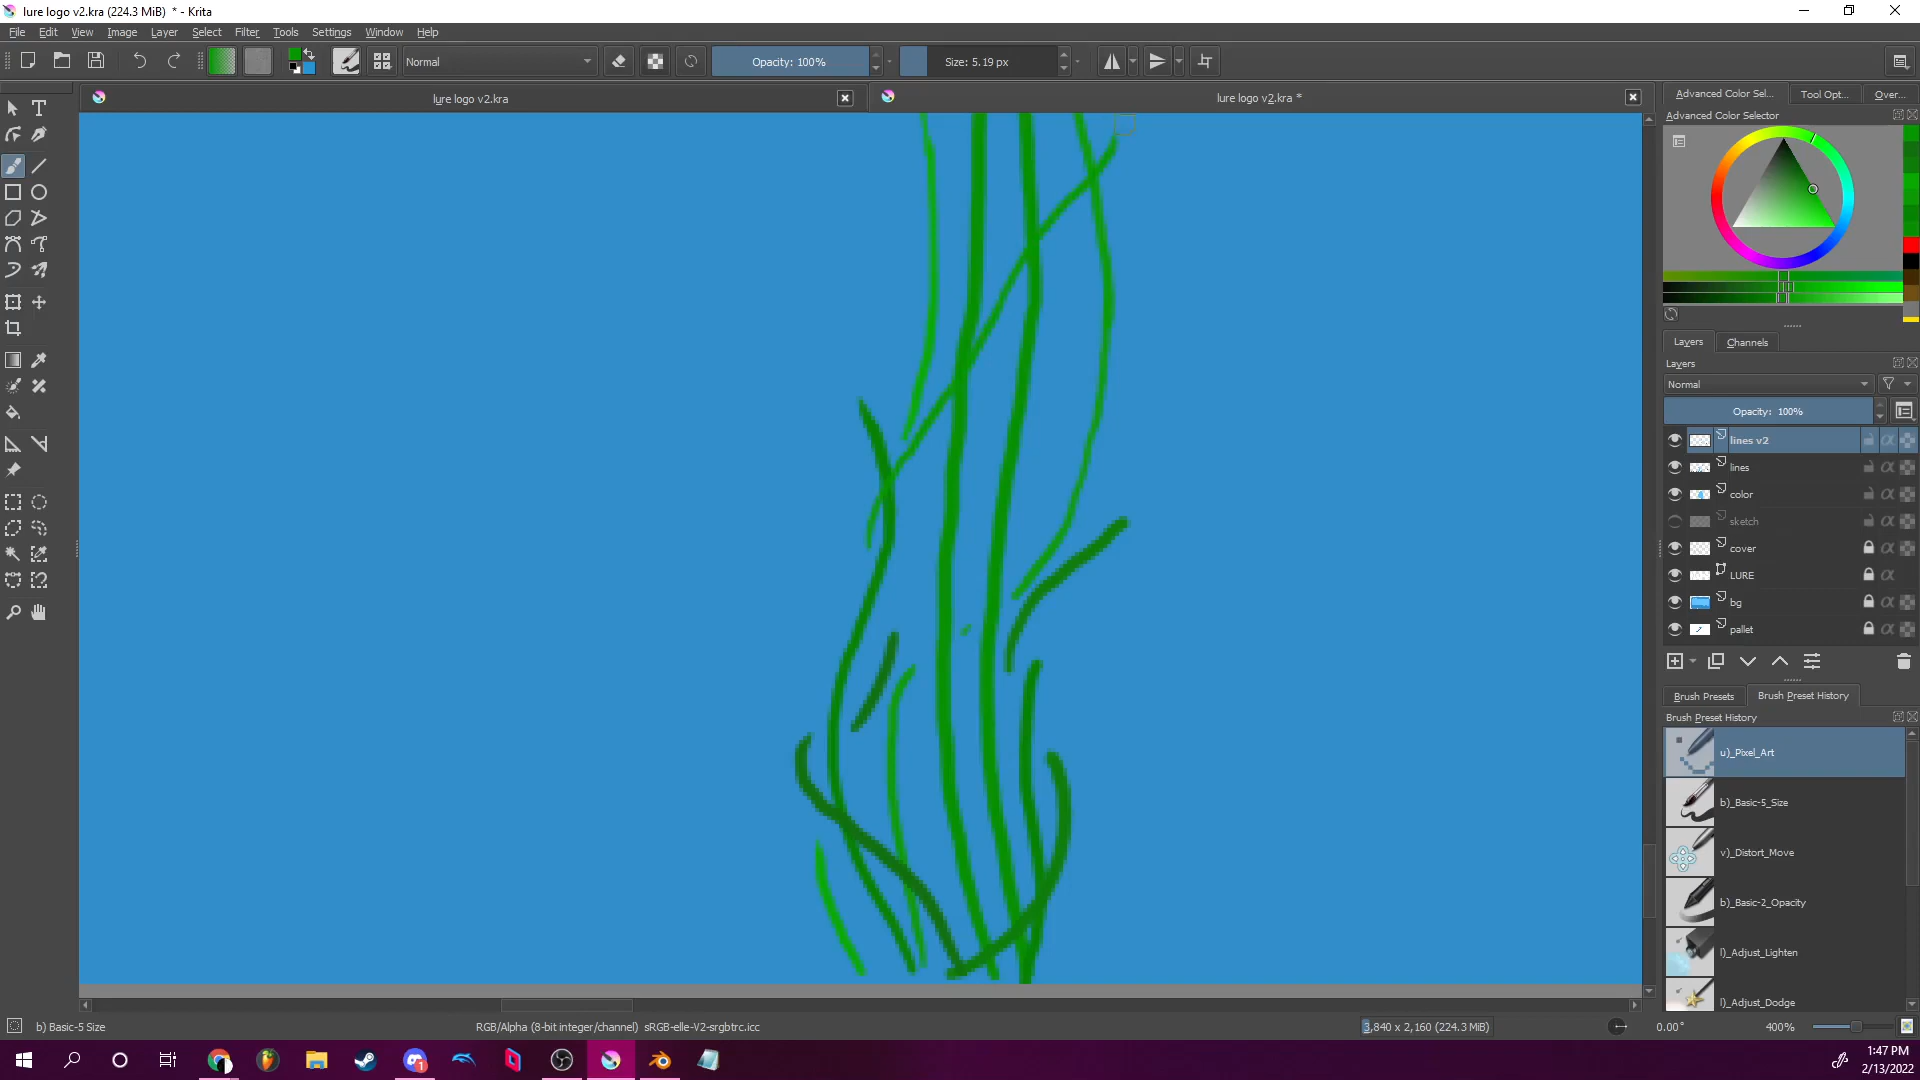 lure logo v2.kra (224.3 MiB) * - Krita
File Edit View Image Layer Select Filter Tools Settings Window Help
Normal
Opacity: 100%
Size: 5.19 px
lure logo v2.kra
lure logo v2.kra *
Advanced Color Sel...
Tool Opt...
Over...
Advanced Color Selector
Layers
Channels
Layers
Normal
Opacity: 100%
lines v2
lines
color
sketch
cover
LURE
bg
pallet
Brush Presets
Brush Preset History
Brush Preset History
u)_Pixel_Art
b)_Basic-5_Size
v)_Distort_Move
b)_Basic-2_Opacity
l)_Adjust_Lighten
l)_Adjust_Dodge
b) Basic-5 Size
RGB/Alpha (8-bit integer/channel) sRGB-elle-V2-srgbtrc.icc
3,840 x 2,160 (224.3 MiB)
0.00°
400%
1:47 PM
2/13/2022